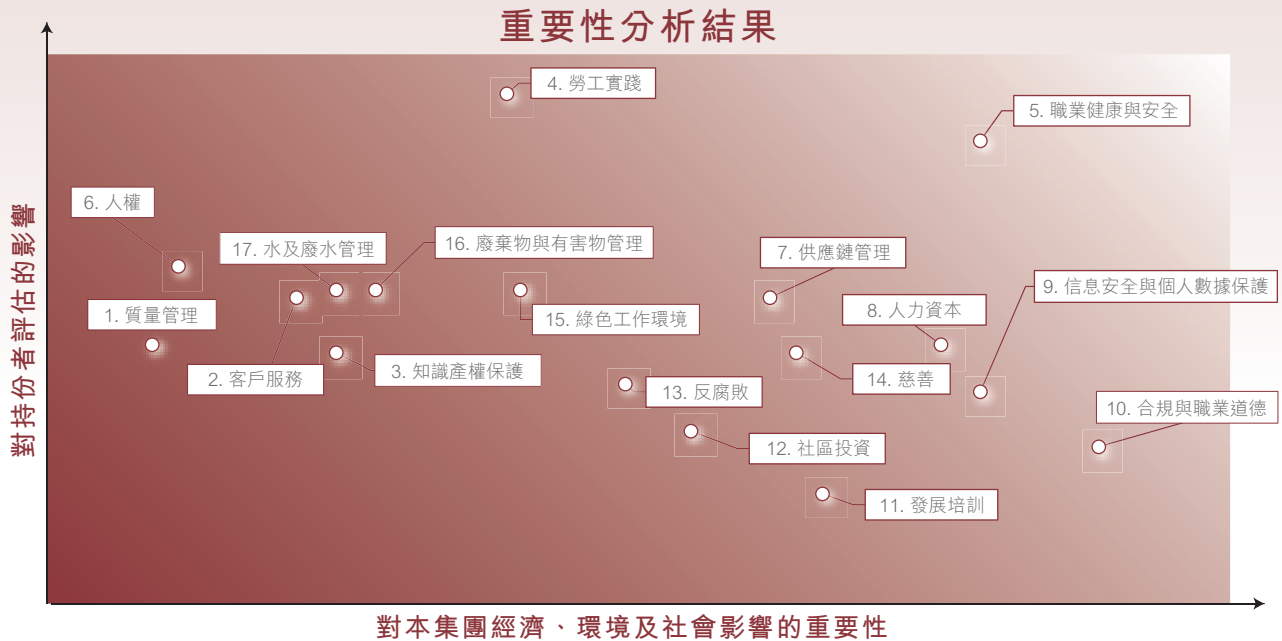 重要性分析結果
4. 勞工實踐
5. 職業健康與安全
6. 人權
17. 水及廢水管理
16. 廢棄物與有害物管理
7. 供應鏈管理
9. 信息安全與個人數據保護
1. 質量管理
15. 綠色工作環境
8. 人力資本
2. 客戶服務
3. 知識產權保護
14. 慈善
13. 反腐敗
10. 合規與職業道德
12. 社區投資
11. 發展培訓
對持份者評估的影響
對本集團經濟、環境及社會影響的重要性